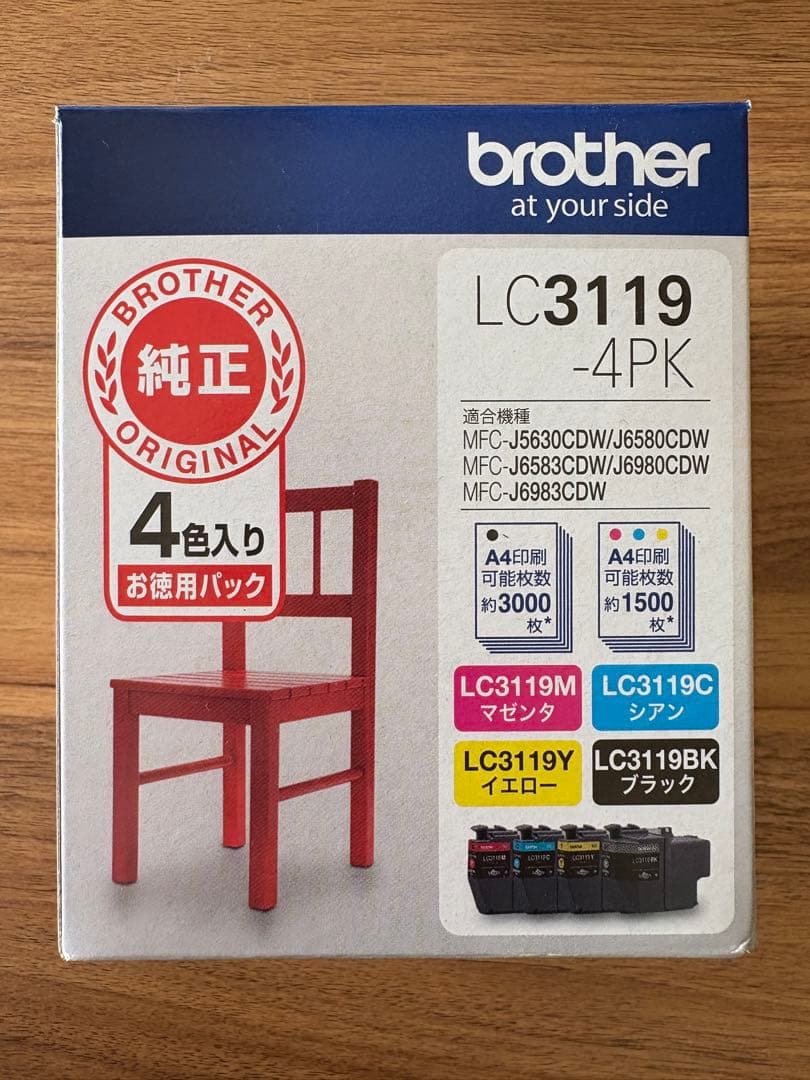 brother
at your side
BROTHER
純正
ORIGINAL
4色入り
お徳用パック
LC3119
-4PK
適合機種
MFC-J5630CDW/J6580CDW
MFC-J6583CDW/J6980CDW
MFC-J6983CDW
A4印刷
可能枚数
約3000
枚*
A4印刷
可能枚数
約1500
枚*
LC3119M
マゼンタ
LC3119C
シアン
LC3119Y
イエロー
LC3119BK
ブラック
LC3119M
LC3119C
LC3119Y
LC3119BK